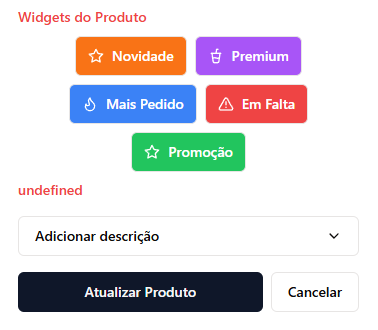 Widgets do Produto
Novidade Premium
Mais Pedido Em Falta
Promoção
undefined
Adicionar descrição
Atualizar Produto Cancelar